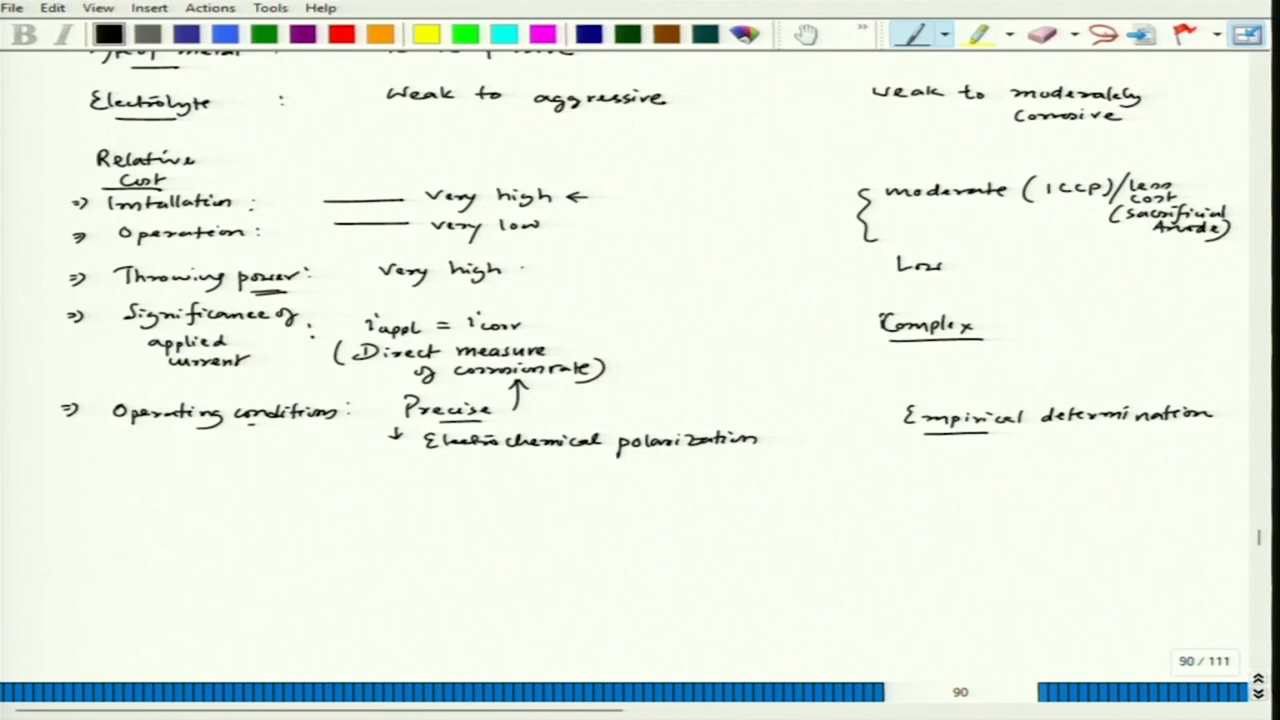 File Edit View Insert Actions Tools Help
B I
Electrolyte : weak to aggressive weak to moderately
corrosive
Relative
Cost
⇒ Installation : very high ← moderate (ICCP)/less
cost
(sacrificial
Anode)
⇒ Operation : very low
⇒ Throwing power : very high Low
⇒ Significance of
applied
current : iappl = icorr Complex
(Direct measure
of corrosion rate)
⇒ Operating conditions : Precise ↑ Empirical determination
↓ Electrochemical polarization
90 / 111
90